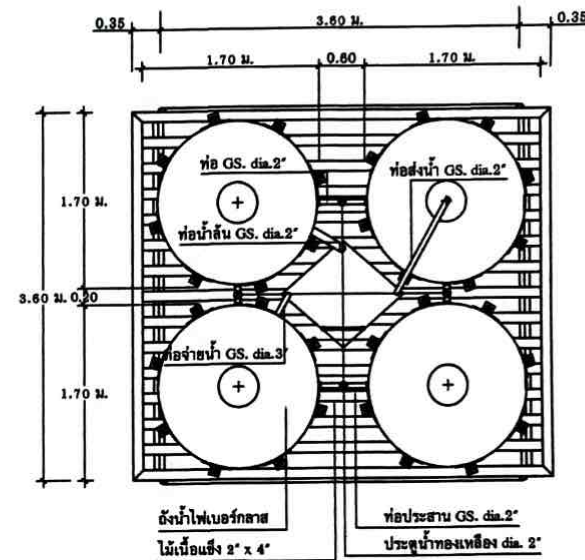 0.35 3.60 ม. 0.35
1.70 ม. 0.60 1.70 ม.
ท่อ GS. dia.2"
ท่อส่งน้ำ GS. dia.2"
1.70 ม.
ท่อน้ำล้น GS. dia.2"
3.60 ม. 0.20
ท่อจ่ายน้ำ GS. dia.3"
1.70 ม.
ถังน้ำไฟเบอร์กลาส
ท่อประสาน GS. dia.2"
ไม้เนื้อแข็ง 2" x 4"
ประตูน้ำทองเหลือง dia. 2"